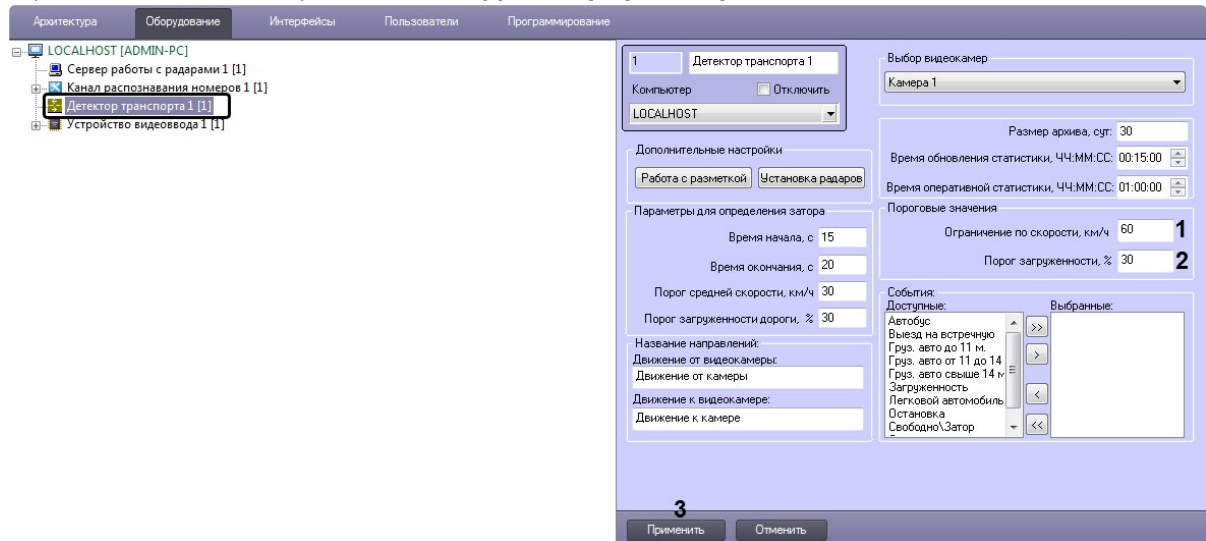 Архитектура Оборудование Интерфейсы Пользователи Программирование
LOCALHOST [ADMIN-PC]
Сервер работы с радарами 1 [1]
Канал распознавания номеров 1 [1]
Детектор транспорта 1 [1]
Устройство видеоввода 1 [1]
1 Детектор транспорта 1
Компьютер Отключить
LOCALHOST
Дополнительные настройки
Работа с разметкой Установка радаров
Параметры для определения затора
Время начала, с 15
Время окончания, с 20
Порог средней скорости, км/ч 30
Порог загруженности дороги, % 30
Название направлений:
Движение от видеокамеры:
Движение от камеры
Движение к видеокамере:
Движение к камере
Выбор видеокамер
Камера 1
Размер архива, сут: 30
Время обновления статистики, ЧЧ:ММ:СС: 00:15:00
Время оперативной статистики, ЧЧ:ММ:СС: 01:00:00
Пороговые значения
Ограничение по скорости, км/ч 60 1
Порог загруженности, % 30 2
События:
Доступные: Выбранные:
Автобус
Выезд на встречную
Груз. авто до 11 м.
Груз. авто от 11 до 14
Груз. авто свыше 14 м
Загруженность
Легковой автомобиль
Остановка
Свободно\Затор
>>
>
<
<<
3
Применить Отменить